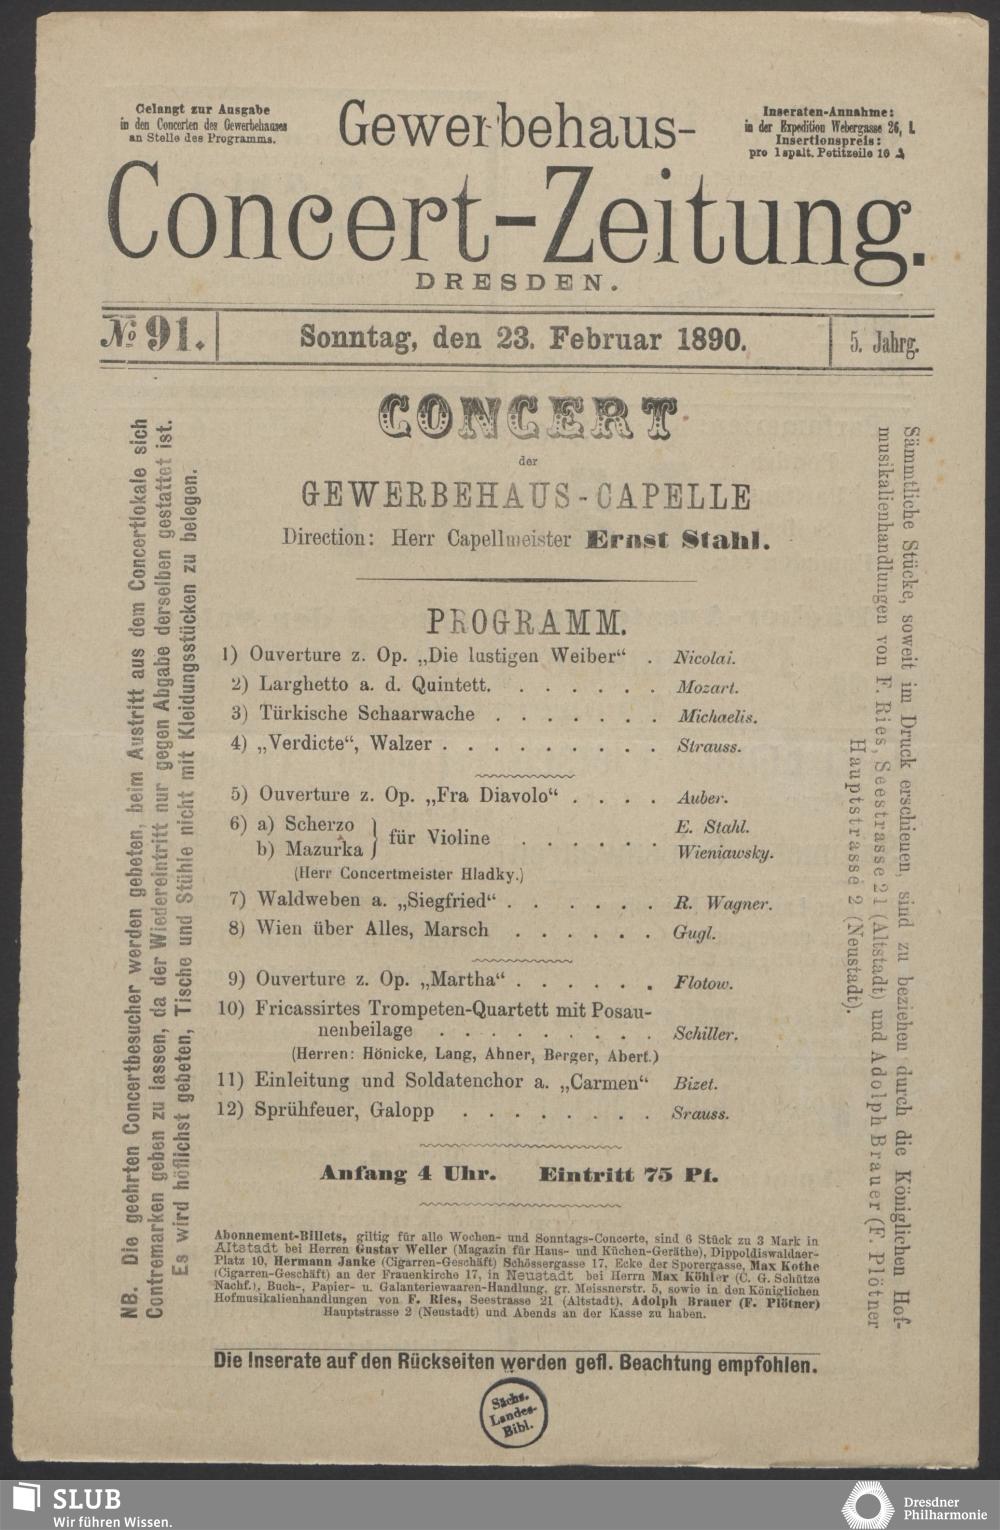 Gelangt zur Ausgabe
in den Concerten des Gewerbehauses
an Stelle des Programms.
Gewerbehaus-
Inseraten-Annahme:
in der Expedition Webergasse 26, I.
Insertionspreis:
pro 1 spalt. Petitzeile 10 ₰
Concert-Zeitung.
DRESDEN.
№ 91.
Sonntag, den 23. Februar 1890.
5. Jahrg.
NB. Die geehrten Concertbesucher werden gebeten, beim Austritt aus dem Concertlokale sich
Contremarken geben zu lassen, da der Wiedereintritt nur gegen Abgabe derselben gestattet ist.
Es wird höflichst gebeten, Tische und Stühle nicht mit Kleidungsstücken zu belegen.
CONCERT
der
GEWERBEHAUS-CAPELLE
Direction: Herr Capellmeister Ernst Stahl.
PROGRAMM.
1) Ouverture z. Op. „Die lustigen Weiber“ . Nicolai.
2) Larghetto a. d. Quintett. . . . . . . Mozart.
3) Türkische Schaarwache . . . . . . . Michaelis.
4) „Verdicte“, Walzer . . . . . . . . . Strauss.
5) Ouverture z. Op. „Fra Diavolo“ . . . . Auber.
6) a) Scherzo } für Violine . . . . . . E. Stahl.
b) Mazurka } Wieniawsky.
(Herr Concertmeister Hladky.)
7) Waldweben a. „Siegfried“ . . . . . . R. Wagner.
8) Wien über Alles, Marsch . . . . . . Gugl.
9) Ouverture z. Op. „Martha“ . . . . . . Flotow.
10) Fricassirtes Trompeten-Quartett mit Posau-
nenbeilage . . . . . . . . Schiller.
(Herren: Hönicke, Lang, Ahner, Berger, Abert.)
11) Einleitung und Soldatenchor a. „Carmen“ Bizet.
12) Sprühfeuer, Galopp . . . . . . . Srauss.
Anfang 4 Uhr. Eintritt 75 Pf.
Abonnement-Billets, giltig für alle Wochen- und Sonntags-Concerte, sind 6 Stück zu 3 Mark in
Altstadt bei Herren Gustav Weller (Magazin für Haus- und Küchen-Geräthe), Dippoldiswaldaer-
Platz 10, Hermann Janke (Cigarren-Geschäft) Schössergasse 17, Ecke der Sporergasse, Max Kothe
(Cigarren-Geschäft) an der Frauenkirche 17, in Neustadt bei Herrn Max Köhler (C. G. Schütze
Nachf.), Buch-, Papier- u. Galanteriewaaren-Handlung, gr. Meissnerstr. 5, sowie in den Königlichen
Hofmusikalienhandlungen von F. Ries, Seestrasse 21 (Altstadt), Adolph Brauer (F. Plötner)
Hauptstrasse 2 (Neustadt) und Abends an der Kasse zu haben.
Sämmtliche Stücke, soweit im Druck erschienen, sind zu beziehen durch die Königlichen Hof-
musikalienhandlungen von F. Ries, Seestrasse 21 (Altstadt) und Adolph Brauer (F. Plötner
Hauptstrasse 2 (Neustadt).
Die Inserate auf den Rückseiten werden gefl. Beachtung empfohlen.
Sächs.
Landes-
Bibl.
SLUB
Wir führen Wissen.
Dresdner
Philharmonie